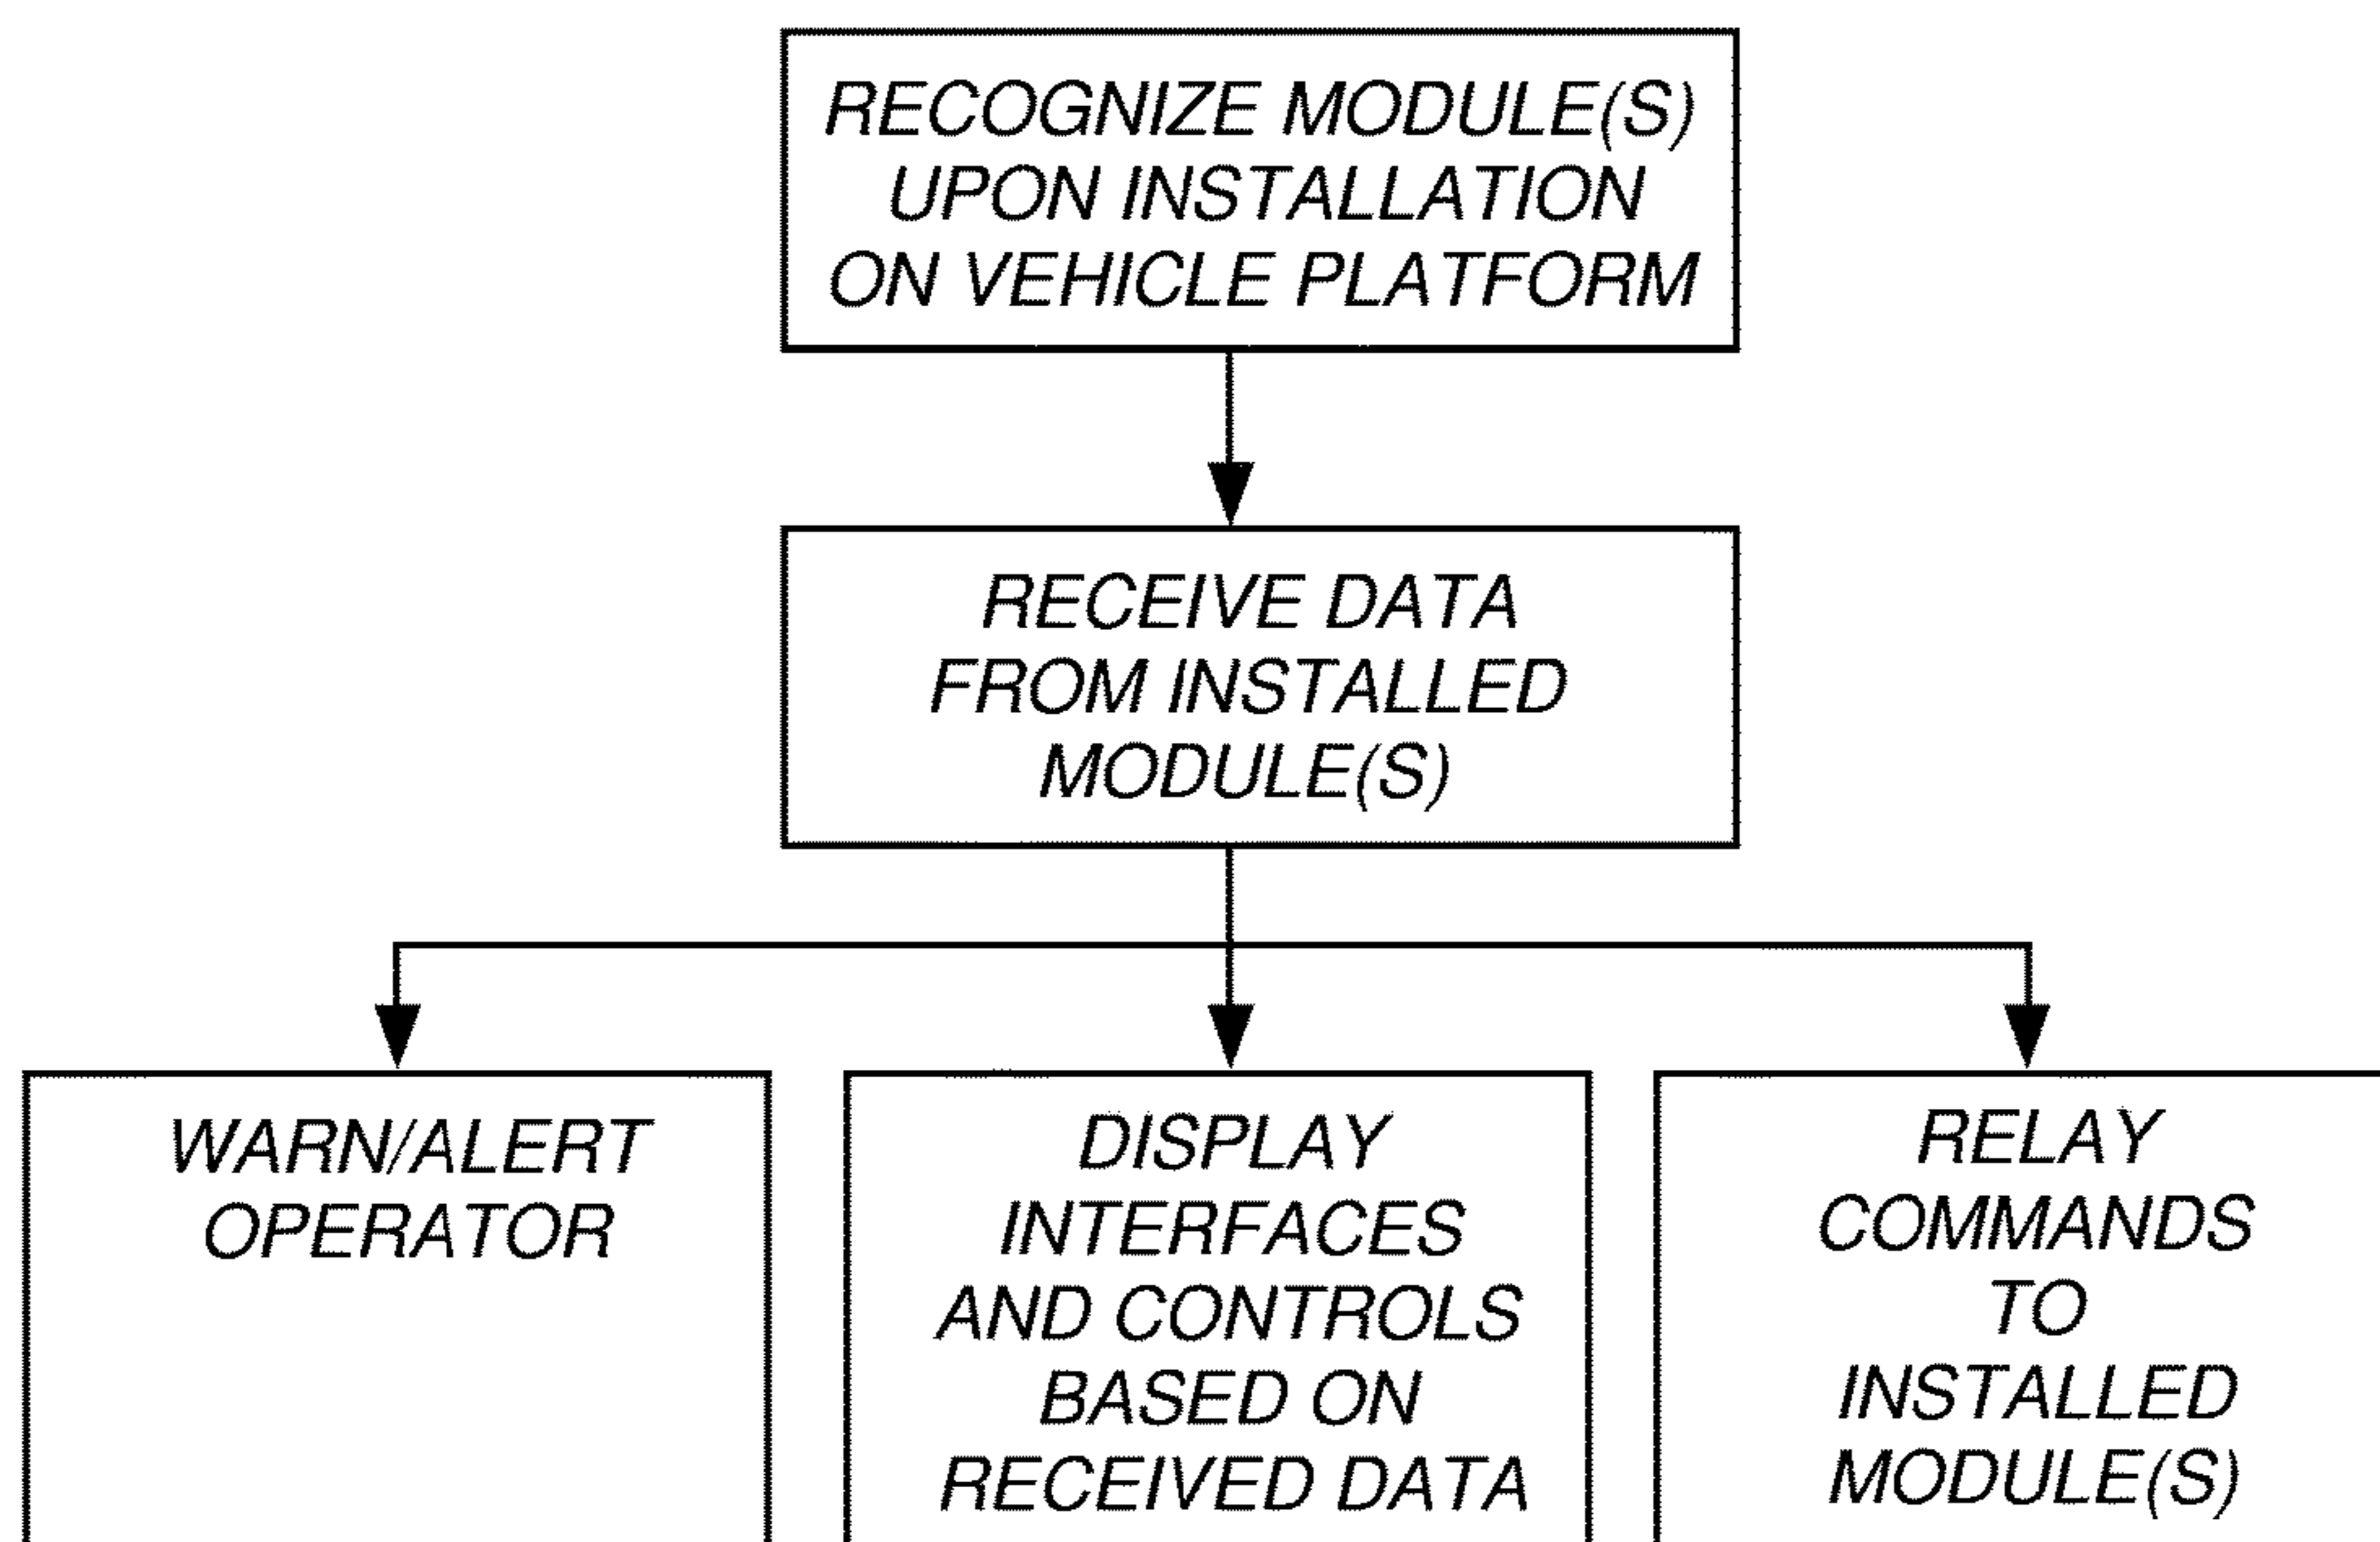 RECOGNIZE MODULE(S)
UPON INSTALLATION
ON VEHICLE PLATFORM
RECEIVE DATA
FROM INSTALLED
MODULE(S)
WARN/ALERT
OPERATOR
DISPLAY
INTERFACES
AND CONTROLS
BASED ON
RECEIVED DATA
RELAY
COMMANDS
TO
INSTALLED
MODULE(S)